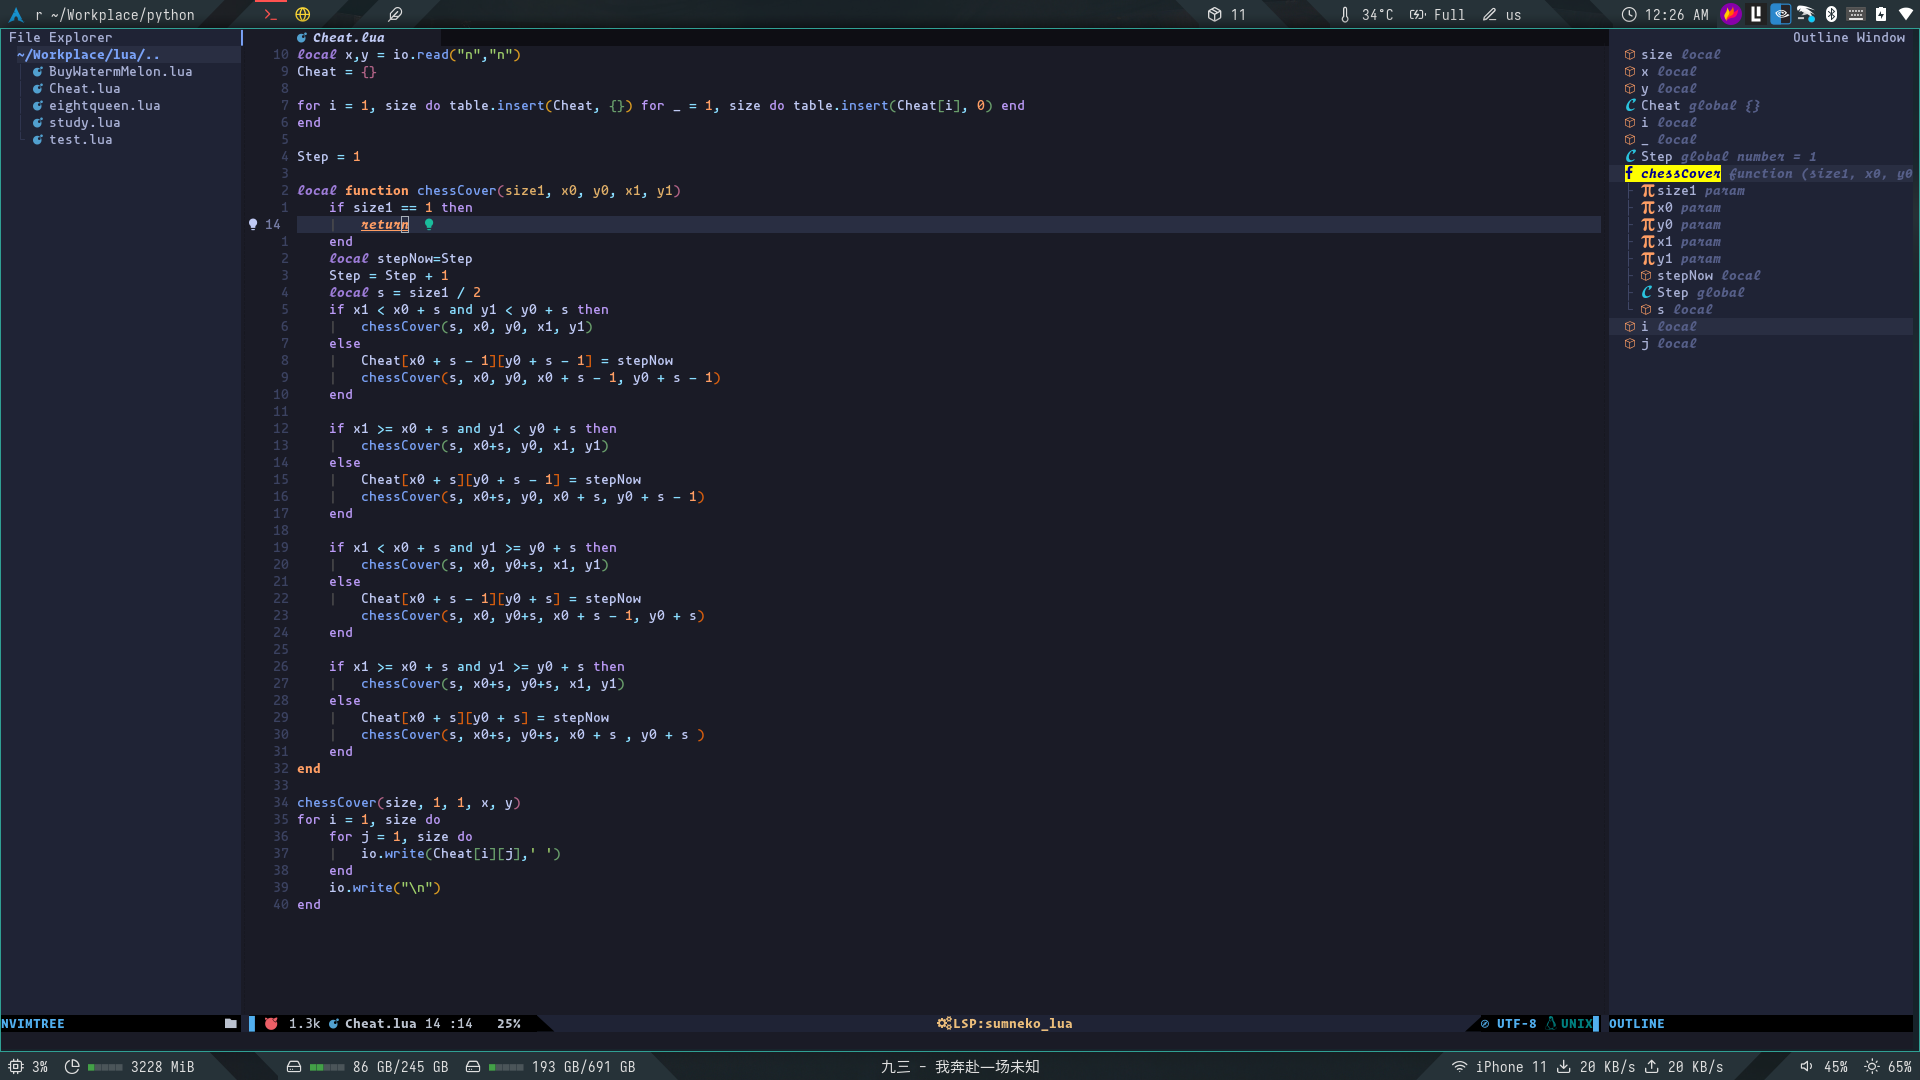 r ~/Workplace/python
11
34°C
Full
us
12:26 AM
File Explorer
~/Workplace/lua/..
BuyWatermMelon.lua
Cheat.lua
eightqueen.lua
study.lua
test.lua
Cheat.lua
10 local x,y = io.read("n","n")
9 Cheat = {}
8
7 for i = 1, size do table.insert(Cheat, {}) for _ = 1, size do table.insert(Cheat[i], 0) end
6 end
5
4 Step = 1
3
2 local function chessCover(size1, x0, y0, x1, y1)
1 if size1 == 1 then
14 return
1 end
2 local stepNow=Step
3 Step = Step + 1
4 local s = size1 / 2
5 if x1 < x0 + s and y1 < y0 + s then
6 chessCover(s, x0, y0, x1, y1)
7 else
8 Cheat[x0 + s - 1][y0 + s - 1] = stepNow
9 chessCover(s, x0, y0, x0 + s - 1, y0 + s - 1)
10 end
11
12 if x1 >= x0 + s and y1 < y0 + s then
13 chessCover(s, x0+s, y0, x1, y1)
14 else
15 Cheat[x0 + s][y0 + s - 1] = stepNow
16 chessCover(s, x0+s, y0, x0 + s, y0 + s - 1)
17 end
18
19 if x1 < x0 + s and y1 >= y0 + s then
20 chessCover(s, x0, y0+s, x1, y1)
21 else
22 Cheat[x0 + s - 1][y0 + s] = stepNow
23 chessCover(s, x0, y0+s, x0 + s - 1, y0 + s)
24 end
25
26 if x1 >= x0 + s and y1 >= y0 + s then
27 chessCover(s, x0+s, y0+s, x1, y1)
28 else
29 Cheat[x0 + s][y0 + s] = stepNow
30 chessCover(s, x0+s, y0+s, x0 + s , y0 + s )
31 end
32 end
33
34 chessCover(size, 1, 1, x, y)
35 for i = 1, size do
36 for j = 1, size do
37 io.write(Cheat[i][j],' ')
38 end
39 io.write("\n")
40 end
Outline Window
size local
x local
y local
Cheat global {}
i local
_ local
Step global number = 1
f chessCover function (size1, x0, y0
size1 param
x0 param
y0 param
x1 param
y1 param
stepNow local
Step global
s local
i local
j local
NVIMTREE
1.3k Cheat.lua 14 :14 25%
LSP:sumneko_lua
UTF-8 UNIX
OUTLINE
3%
3228 MiB
86 GB/245 GB
193 GB/691 GB
九三 - 我奔赴一场未知
iPhone 11 20 KB/s 20 KB/s
45%
65%